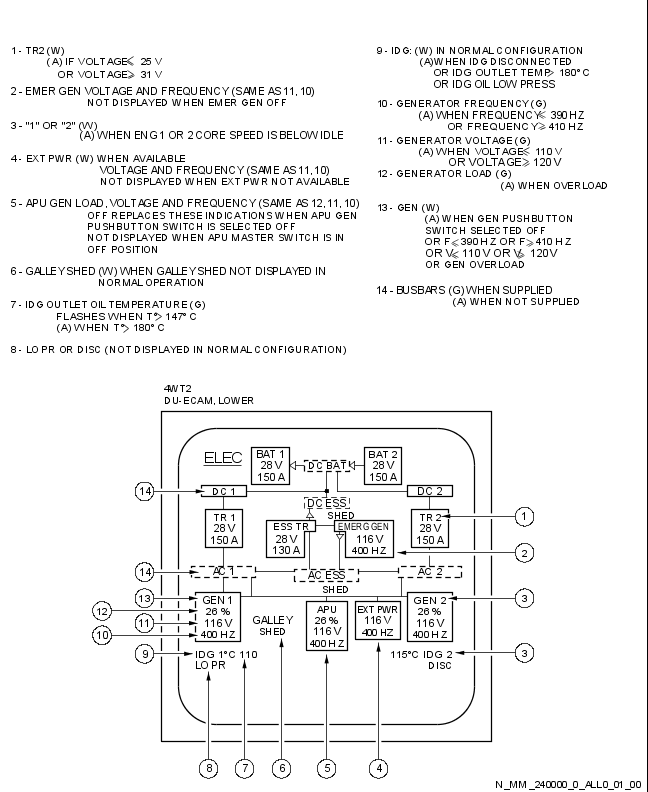 1 - TR2 (W)
(A) IF VOLTAGE ⩽ 25 V
OR VOLTAGE ⩾ 31 V
2 - EMER GEN VOLTAGE AND FREQUENCY (SAME AS 11, 10)
NOT DISPLAYED WHEN EMER GEN OFF
3 - "1" OR "2" (W)
(A) WHEN ENG 1 OR 2 CORE SPEED IS BELOW IDLE
4 - EXT PWR (W) WHEN AVAILABLE
VOLTAGE AND FREQUENCY (SAME AS 11, 10)
NOT DISPLAYED WHEN EXT PWR NOT AVAILABLE
5 - APU GEN LOAD, VOLTAGE AND FREQUENCY (SAME AS 12, 11, 10)
OFF REPLACES THESE INDICATIONS WHEN APU GEN
PUSHBUTTON SWITCH IS SELECTED OFF
NOT DISPLAYED WHEN APU MASTER SWITCH IS IN
OFF POSITION
6 - GALLEY SHED (W) WHEN GALLEY SHED NOT DISPLAYED IN
NORMAL OPERATION
7 - IDG OUTLET OIL TEMPERATURE (G)
FLASHES WHEN T° ⩾ 147° C
(A) WHEN T° ⩾ 180° C
8 - LO PR OR DISC (NOT DISPLAYED IN NORMAL CONFIGURATION)
9 - IDG: (W) IN NORMAL CONFIGURATION
(A) WHEN IDG DISCONNECTED
OR IDG OUTLET TEMP ⩾ 180° C
OR IDG OIL LOW PRESS
10 - GENERATOR FREQUENCY (G)
(A) WHEN FREQUENCY ⩽ 390 HZ
OR FREQUENCY ⩾ 410 HZ
11 - GENERATOR VOLTAGE (G)
(A) WHEN VOLTAGE ⩽ 110 V
OR VOLTAGE ⩾ 120 V
12 - GENERATOR LOAD (G)
(A) WHEN OVERLOAD
13 - GEN (W)
(A) WHEN GEN PUSHBUTTON
SWITCH SELECTED OFF
OR F ⩽ 390 HZ OR F ⩾ 410 HZ
OR V ⩽ 110 V OR V ⩾ 120V
OR GEN OVERLOAD
14 - BUSBARS (G) WHEN SUPPLIED
(A) WHEN NOT SUPPLIED
4WT2
DU-ECAM, LOWER
ELEC
BAT 1
28 V
150 A
DC BAT
BAT 2
28 V
150 A
14
DC 1
DC 2
DC ESS
SHED
TR 1
28 V
150 A
ESS TR
28 V
130 A
EMERG GEN
116 V
400 HZ
TR 2
28 V
150 A
1
2
14
AC 1
AC ESS
AC 2
SHED
13
12
11
10
GEN 1
26 %
116 V
400 HZ
GALLEY
SHED
APU
26 %
116 V
400 HZ
EXT PWR
116 V
400 HZ
GEN 2
26 %
116 V
400 HZ
3
9
IDG 1°C 110
LO PR
115°C IDG 2
DISC
3
8
7
6
5
4
N_MM_240000_0_ALL0_01_00